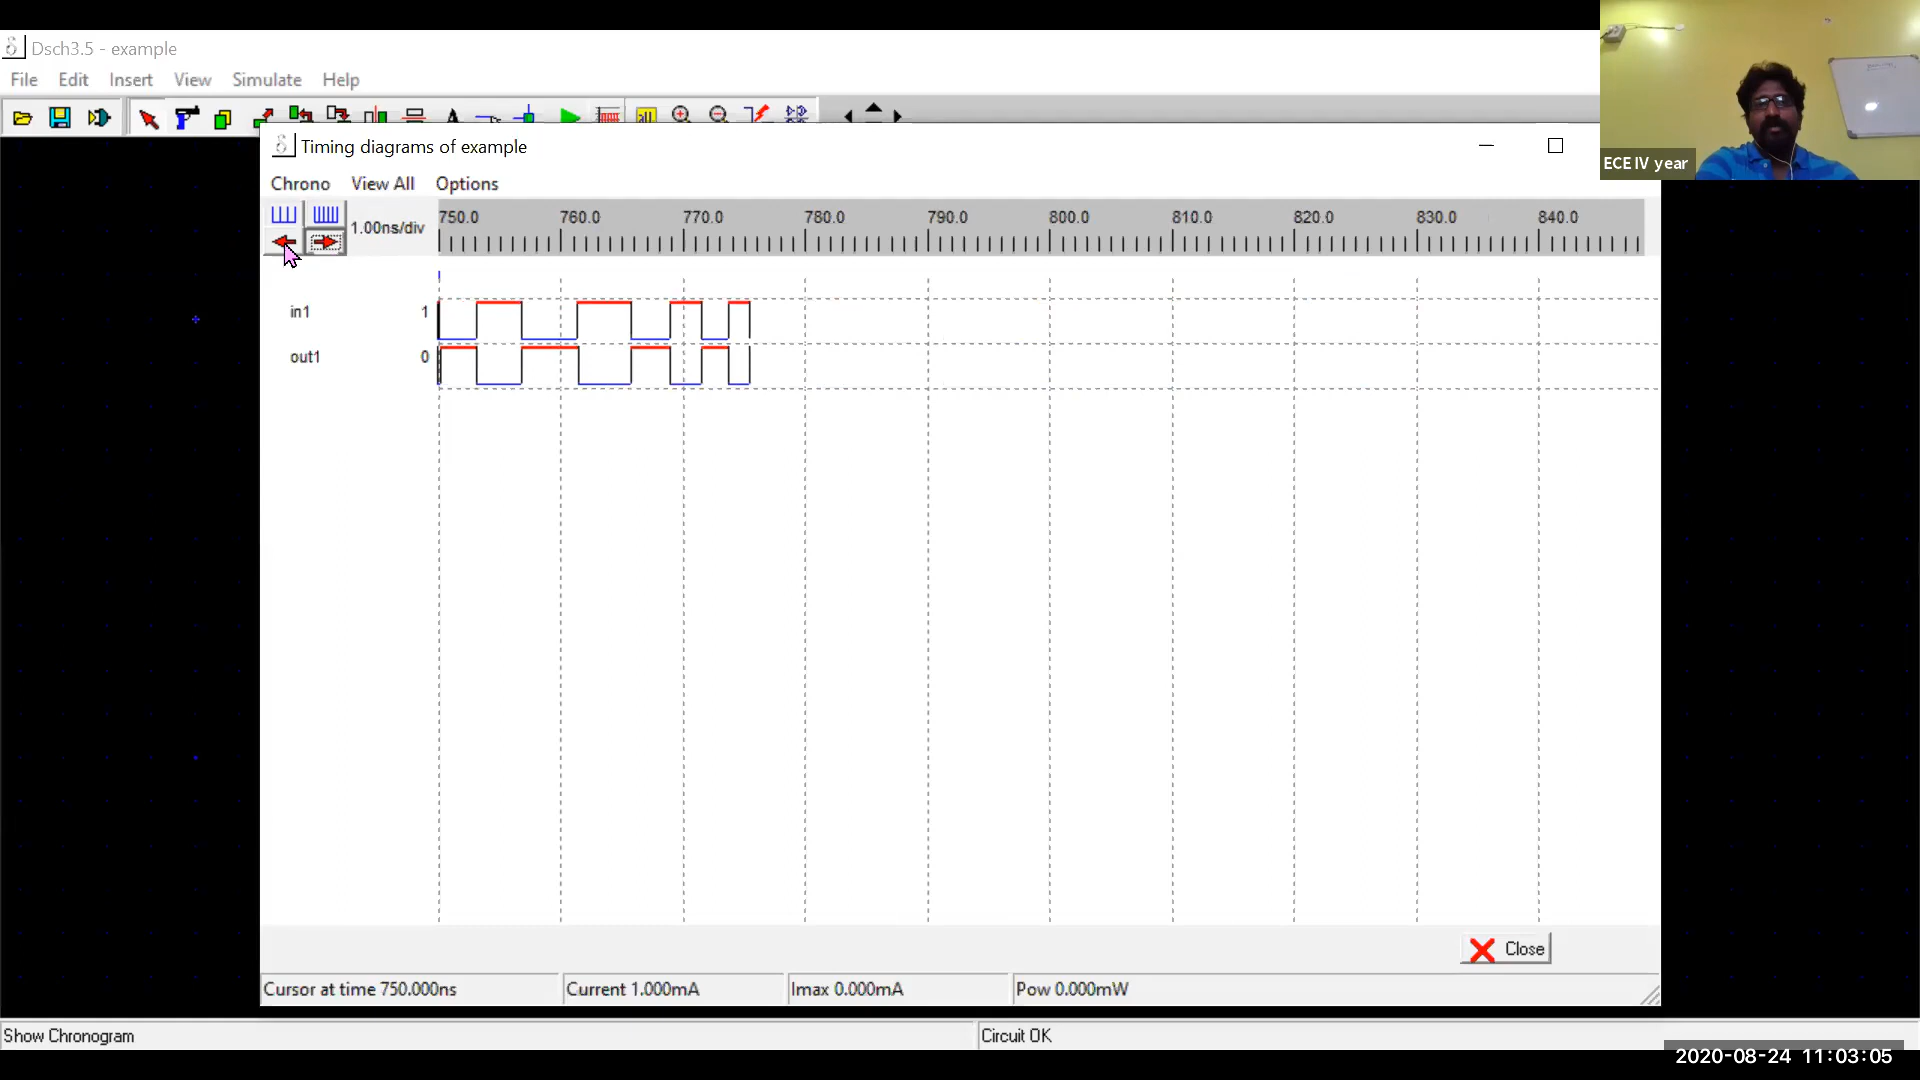 Dsch3.5 - example
File Edit Insert View Simulate Help
Timing diagrams of example
ECE IV year
Chrono View All Options
1.00ns/div
750.0 760.0 770.0 780.0 790.0 800.0 810.0 820.0 830.0 840.0
in1 1
out1 0
Close
Cursor at time 750.000ns Current 1.000mA Imax 0.000mA Pow 0.000mW
Show Chronogram Circuit OK
2020-08-24 11:03:05